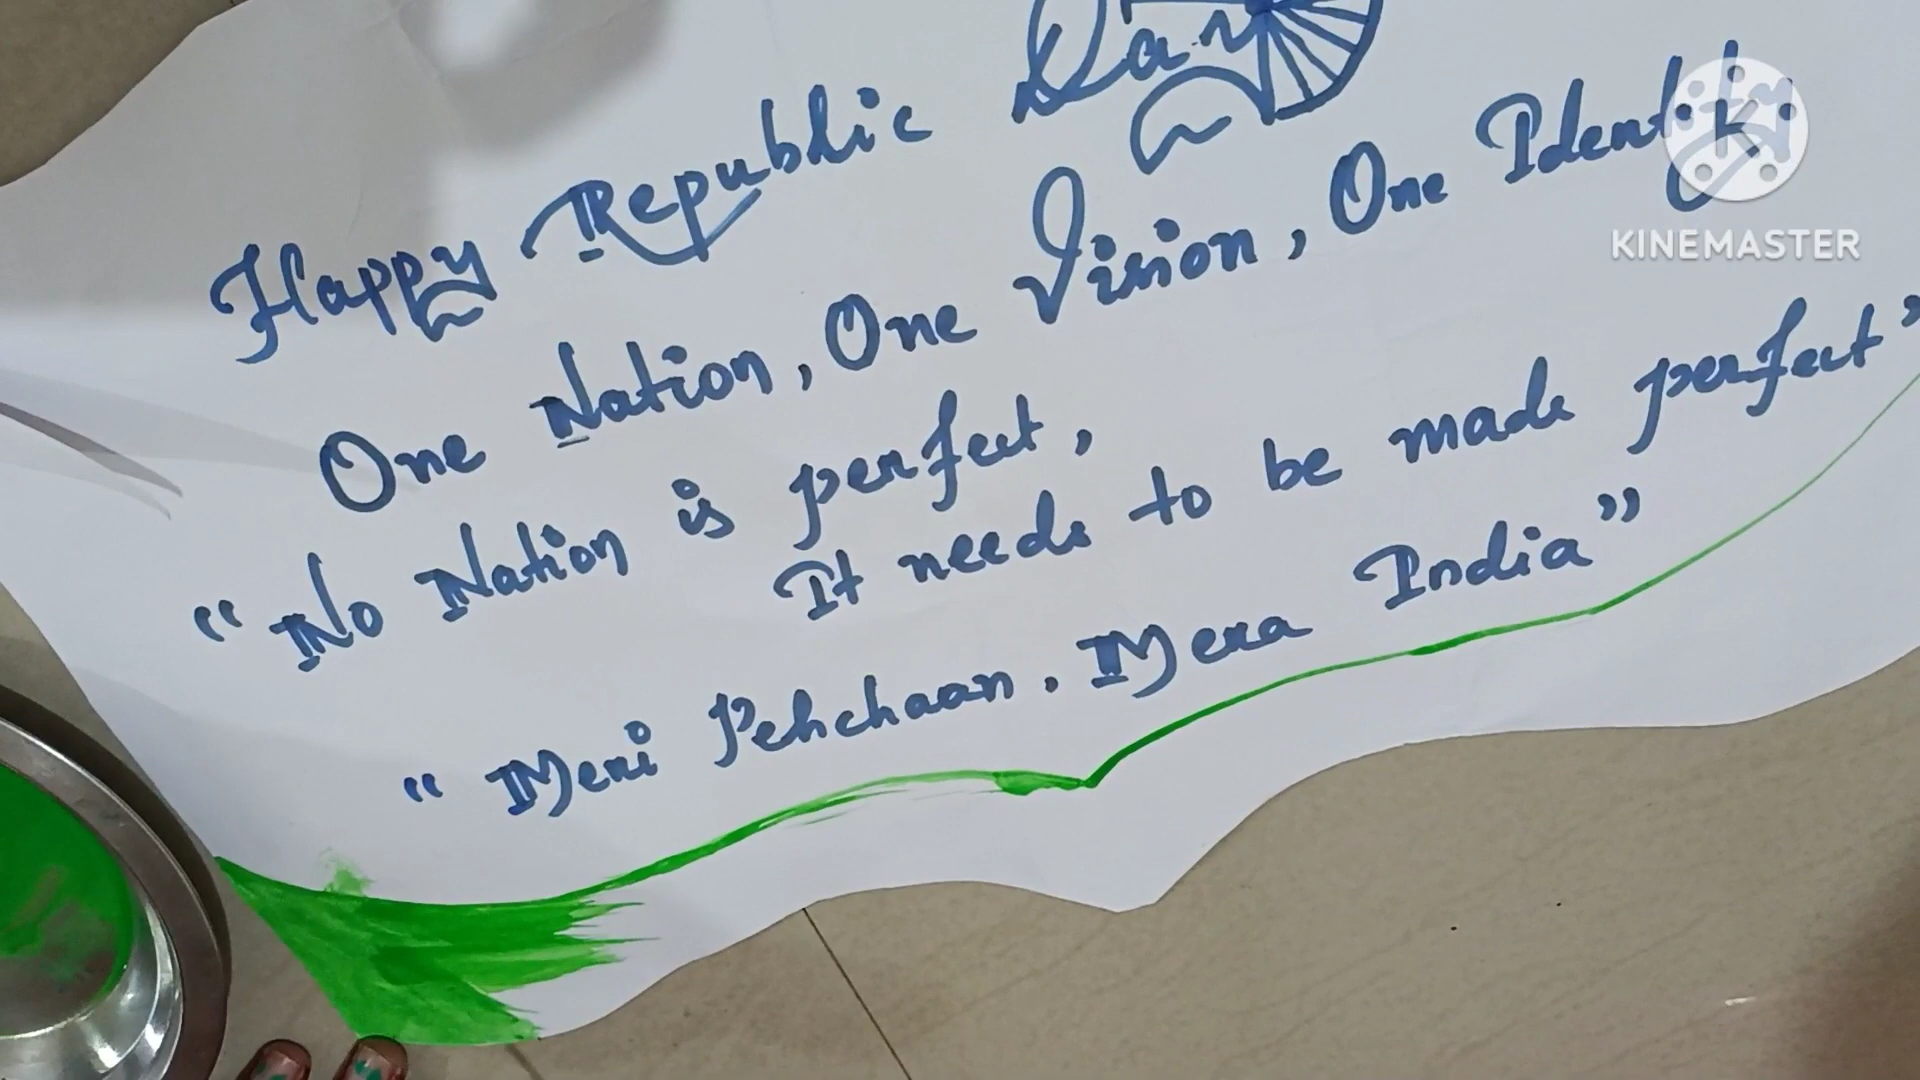 Happy Republic Day
One Nation, One Vision, One Identity
"No Nation is perfect,
It needs to be made perfect"
"Meri Pehchaan, Mera India"
KINEMASTER